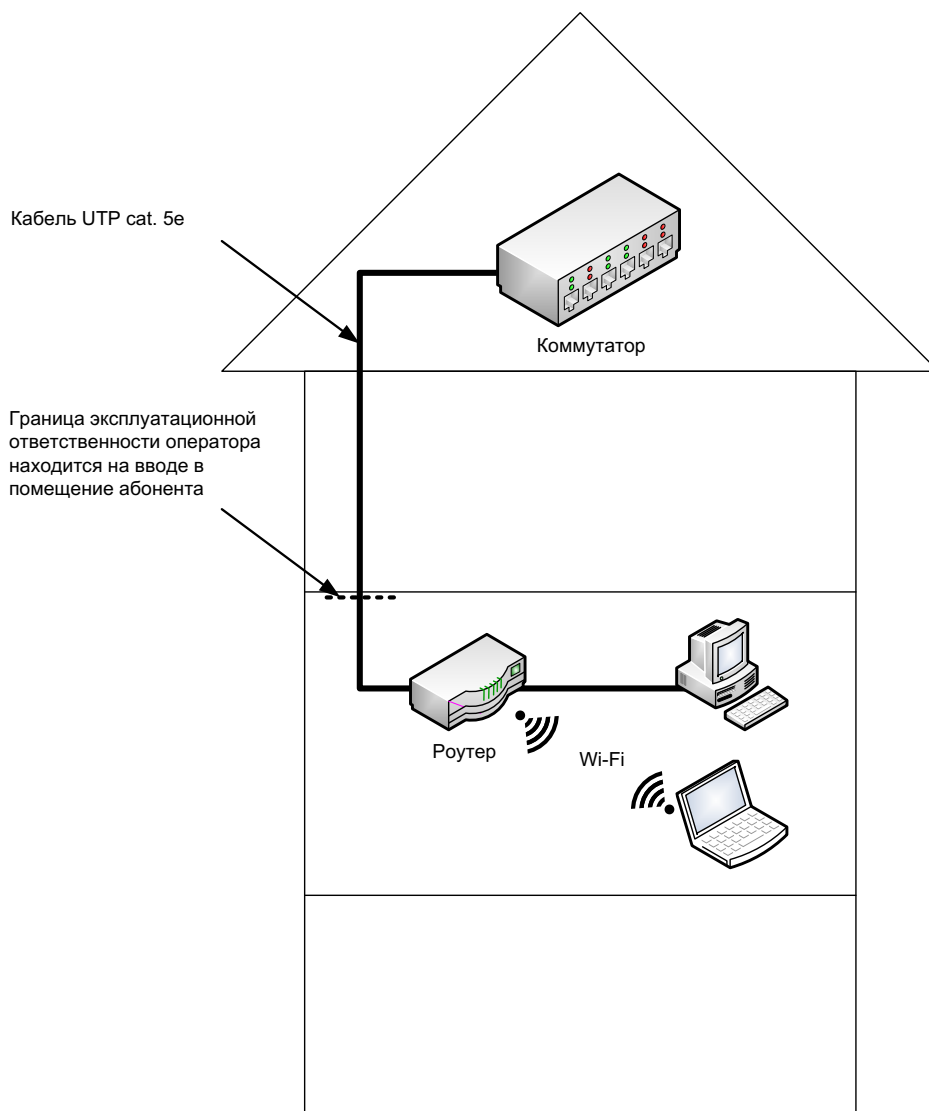 Кабель UTP cat. 5e
Коммутатор
Граница эксплуатационной
ответственности оператора
находится на вводе в
помещение абонента
Роутер
Wi-Fi